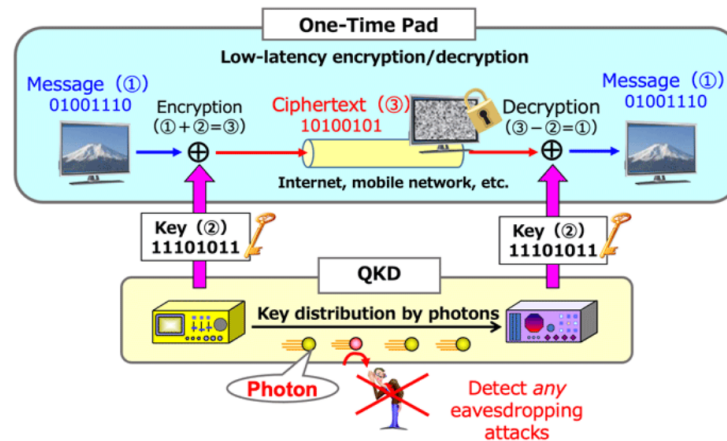 One-Time Pad
Low-latency encryption/decryption
Message (①)
01001110
Encryption
(①+②=③)
Ciphertext (③)
10100101
Decryption
(③-②=①)
Message (①)
01001110
Internet, mobile network, etc.
Key (②)
11101011
Key (②)
11101011
QKD
Key distribution by photons
Photon
Detect any
eavesdropping
attacks